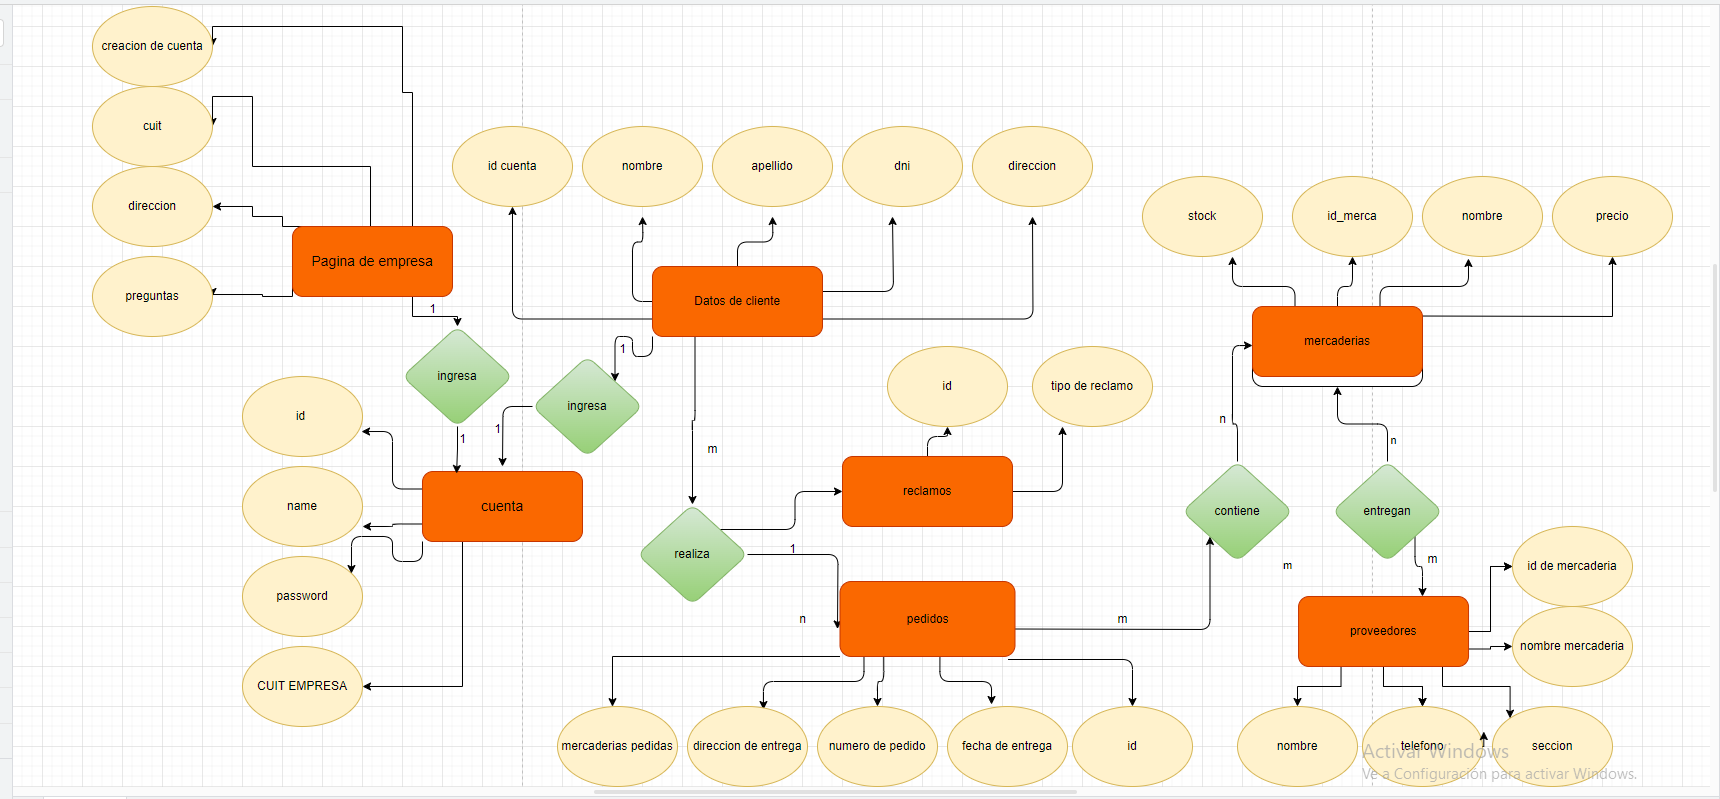 creacion de cuenta
cuit
direccion
preguntas
Pagina de empresa
1
ingresa
1
id cuenta
nombre
apellido
dni
direccion
Datos de cliente
1
ingresa
1
id
name
password
CUIT EMPRESA
cuenta
m
realiza
1
n
id
tipo de reclamo
reclamos
pedidos
m
mercaderias pedidas
direccion de entrega
numero de pedido
fecha de entrega
id
stock
id_merca
nombre
precio
mercaderias
n
n
contiene
entregan
m
m
id de mercaderia
nombre mercaderia
proveedores
nombre
telefono
seccion
Activar Windows
Ve a Configuración para activar Windows.